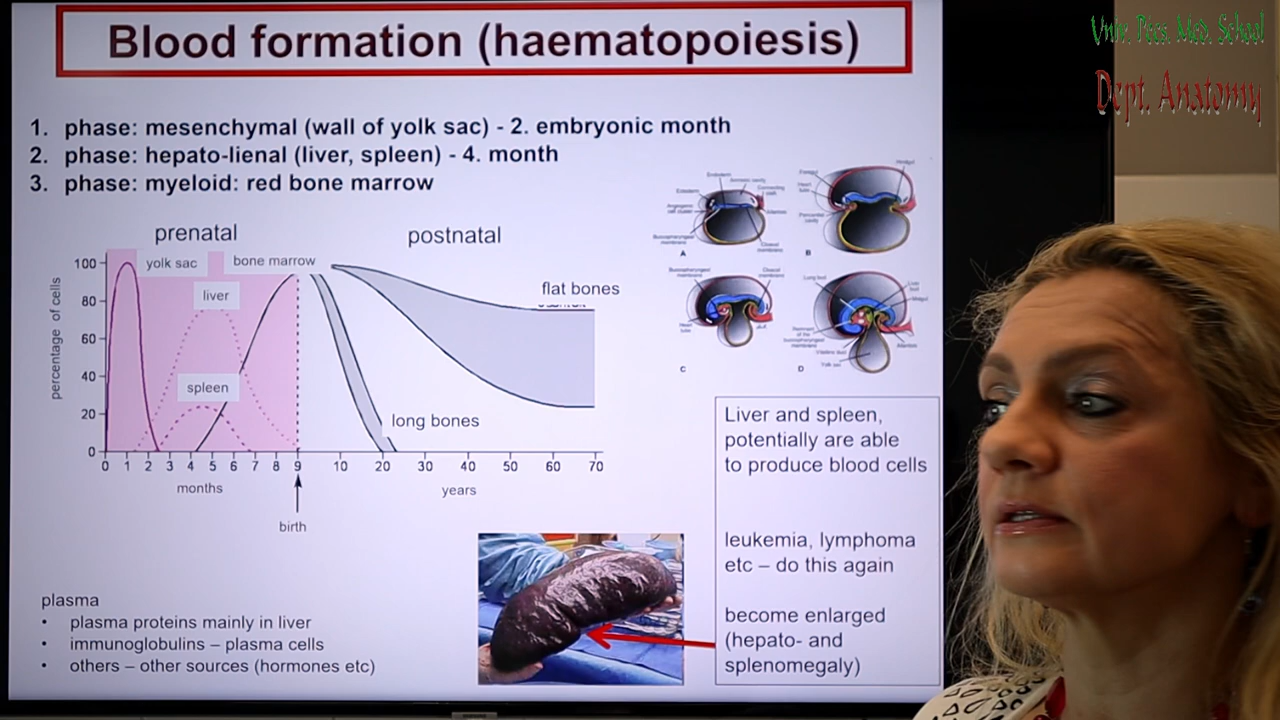 Blood formation (haematopoiesis)
Univ. Pécs. Med. School
Dept. Anatomy
1. phase: mesenchymal (wall of yolk sac) - 2. embryonic month
2. phase: hepato-lienal (liver, spleen) - 4. month
3. phase: myeloid: red bone marrow
prenatal
postnatal
percentage of cells
100
80
60
40
20
0
yolk sac
bone marrow
liver
spleen
flat bones
long bones
0 1 2 3 4 5 6 7 8 9 10 20 30 40 50 60 70
months
years
birth
A
B
C
D
Liver and spleen,
potentially are able
to produce blood cells
leukemia, lymphoma
etc – do this again
become enlarged
(hepato- and
splenomegaly)
plasma
• plasma proteins mainly in liver
• immunoglobulins – plasma cells
• others – other sources (hormones etc)